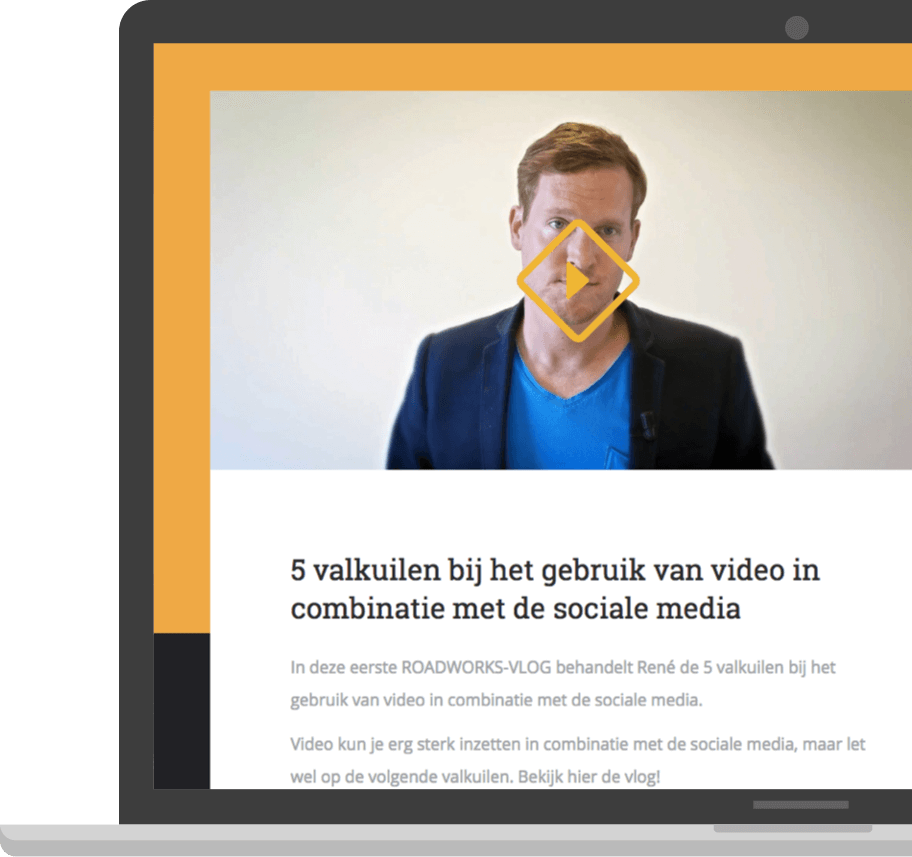 5 valkuilen bij het gebruik van video in
combinatie met de sociale media
In deze eerste ROADWORKS-VLOG behandelt René de 5 valkuilen bij het
gebruik van video in combinatie met de sociale media.
Video kun je erg sterk inzetten in combinatie met de sociale media, maar let
wel op de volgende valkuilen. Bekijk hier de vlog!